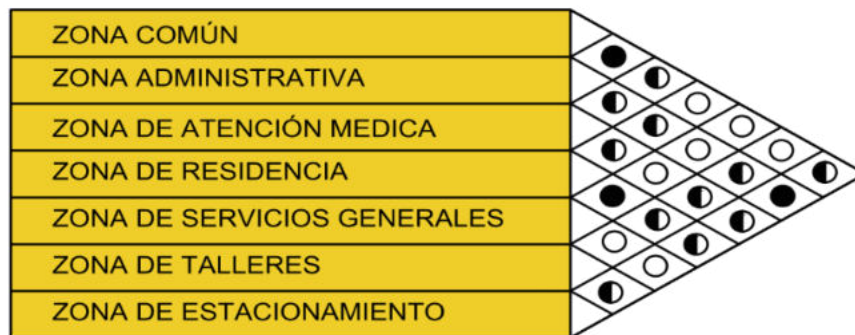 ZONA COMÚN
ZONA ADMINISTRATIVA
ZONA DE ATENCIÓN MEDICA
ZONA DE RESIDENCIA
ZONA DE SERVICIOS GENERALES
ZONA DE TALLERES
ZONA DE ESTACIONAMIENTO